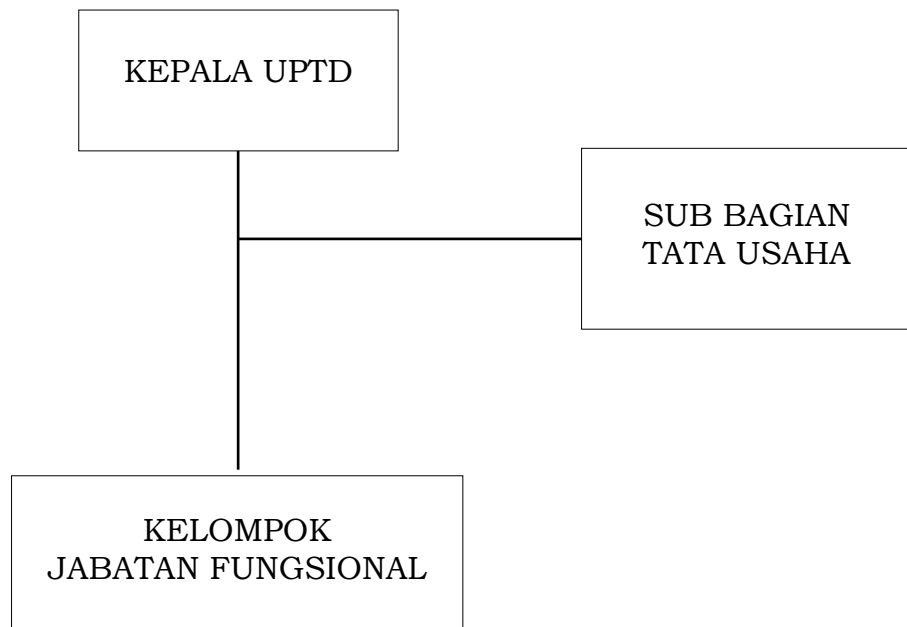 KEPALA UPTD
SUB BAGIAN
TATA USAHA
KELOMPOK
JABATAN FUNGSIONAL